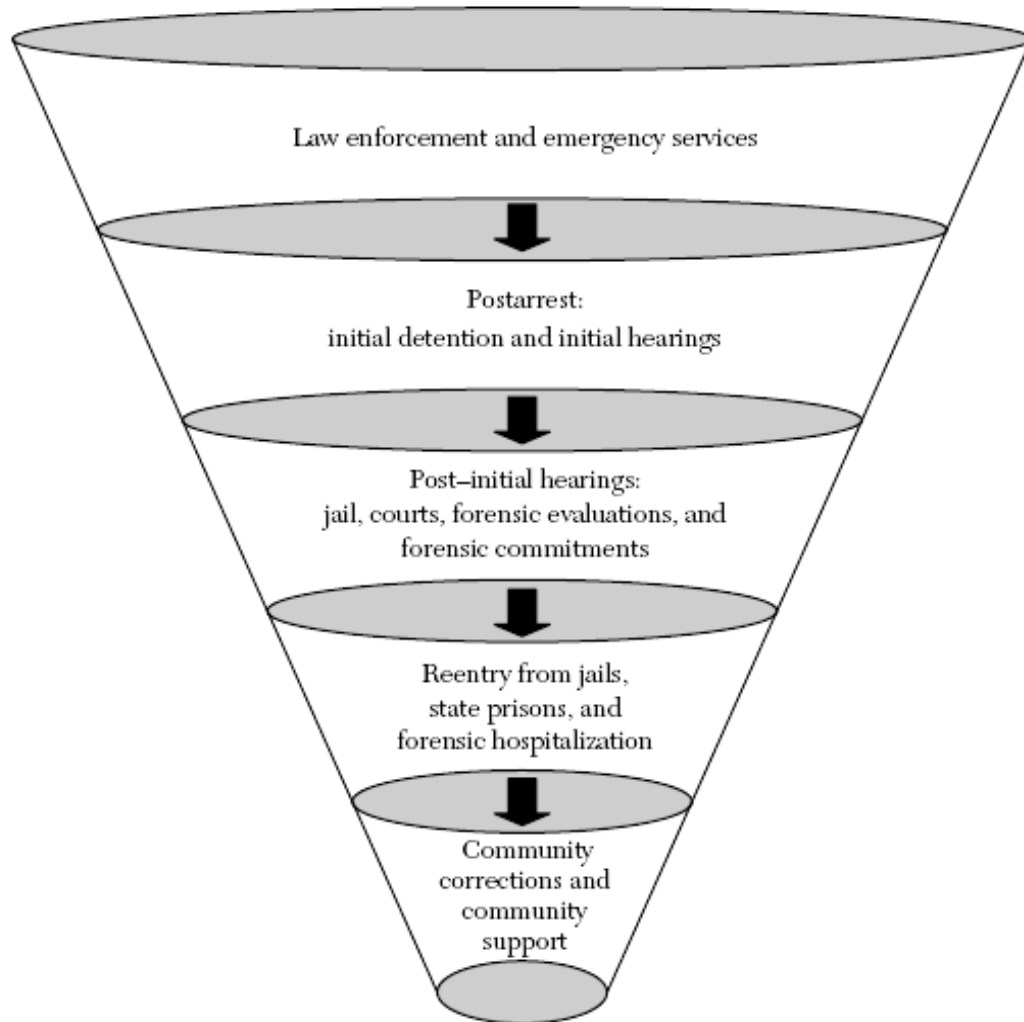 Law enforcement and emergency services
Postarrest:
initial detention and initial hearings
Post–initial hearings:
jail, courts, forensic evaluations, and
forensic commitments
Reentry from jails,
state prisons, and
forensic hospitalization
Community
corrections and
community
support